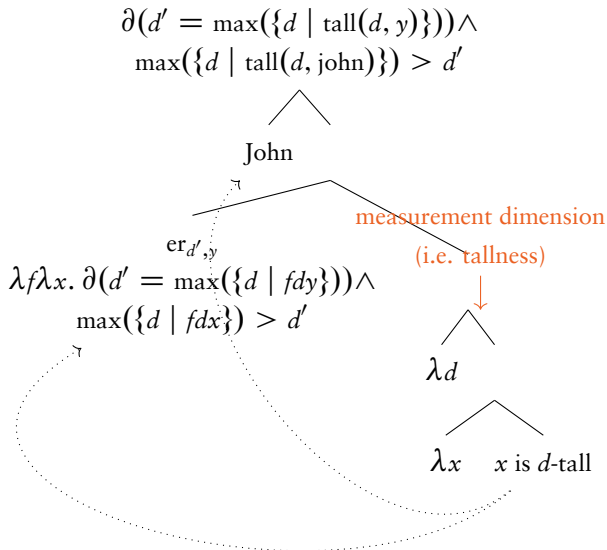 ∂(d′ = max({d | tall(d, y)}))∧
max({d | tall(d, john)}) > d′
John
measurement dimension
(i.e. tallness)
er_{d′,y}
λfλx. ∂(d′ = max({d | fdy}))∧
max({d | fdx}) > d′
λd
λx x is d-tall